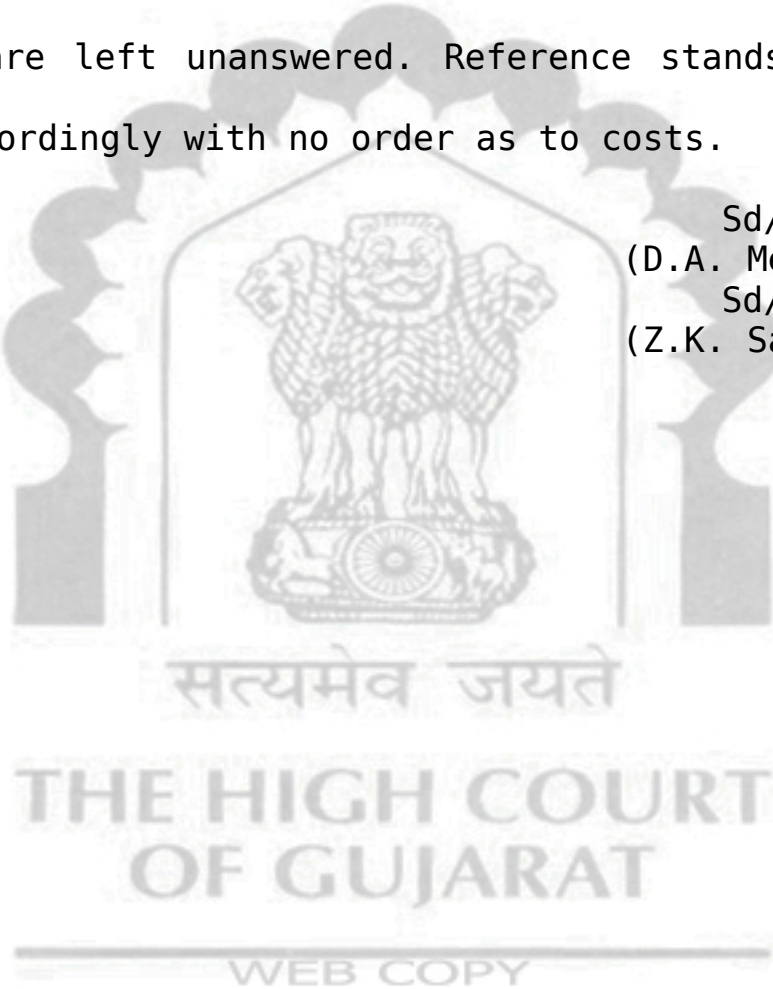 are left unanswered. Reference stands
ordingly with no order as to costs.
Sd/
(D.A. Me
Sd/
(Z.K. Sa
सत्यमेव जयते
THE HIGH COURT
OF GUJARAT
WEB COPY